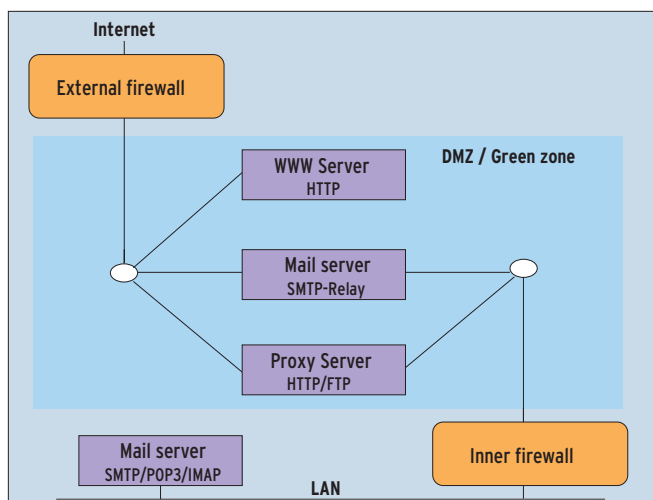 Internet
External firewall
DMZ / Green zone
WWW Server
HTTP
Mail server
SMTP-Relay
Proxy Server
HTTP/FTP
Mail server
SMTP/POP3/IMAP
Inner firewall
LAN